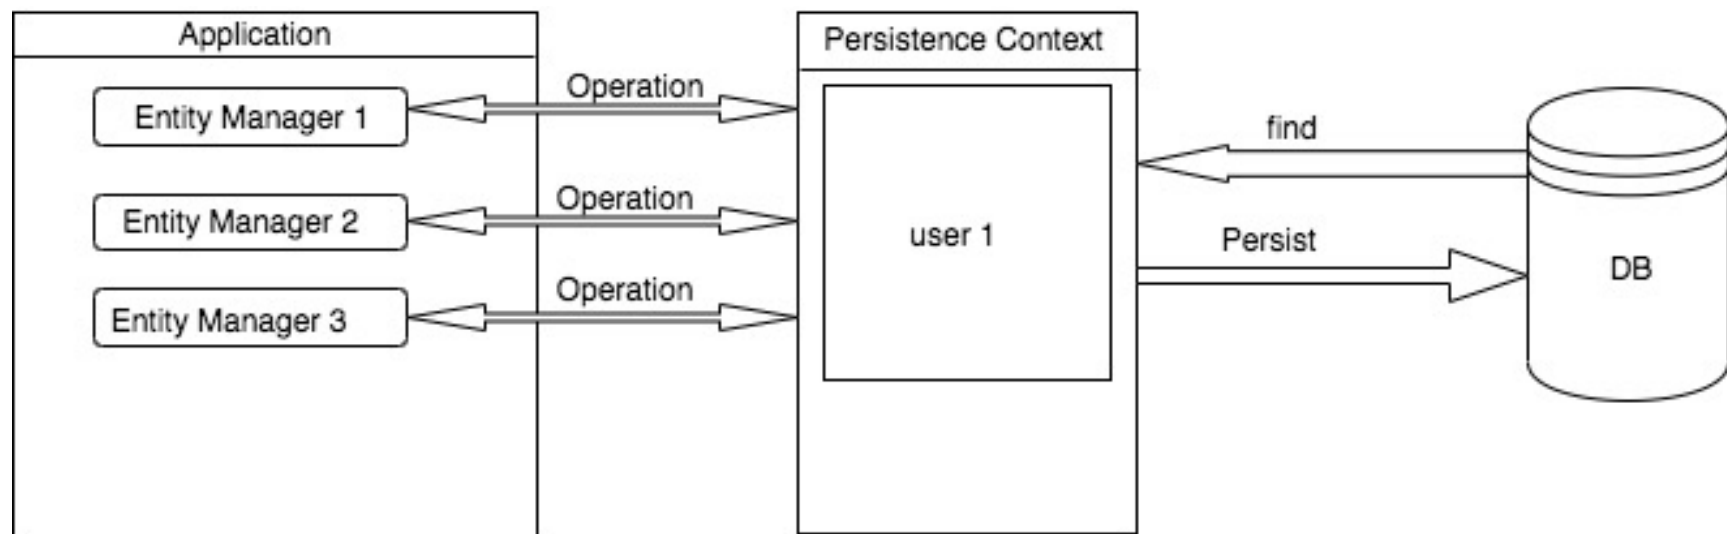 Application
Entity Manager 1
Entity Manager 2
Entity Manager 3
Operation
Operation
Operation
Persistence Context
user 1
find
Persist
DB